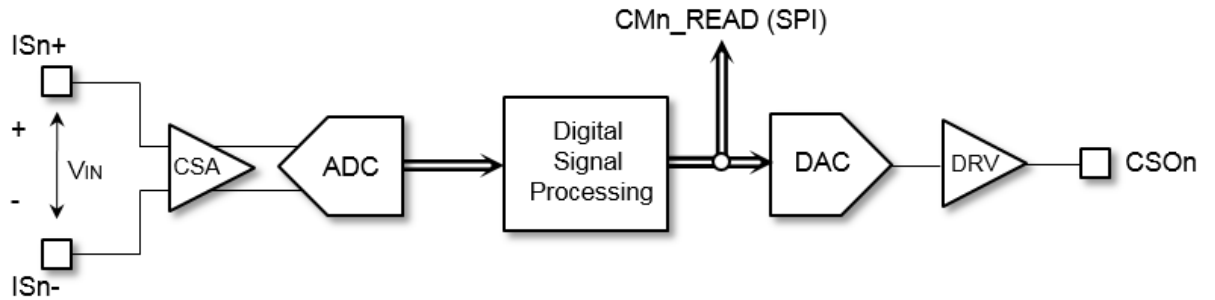 CMn_READ (SPI)
ISn+
+
VIN
-
ISn-
CSA
ADC
Digital
Signal
Processing
DAC
DRV
CSOn